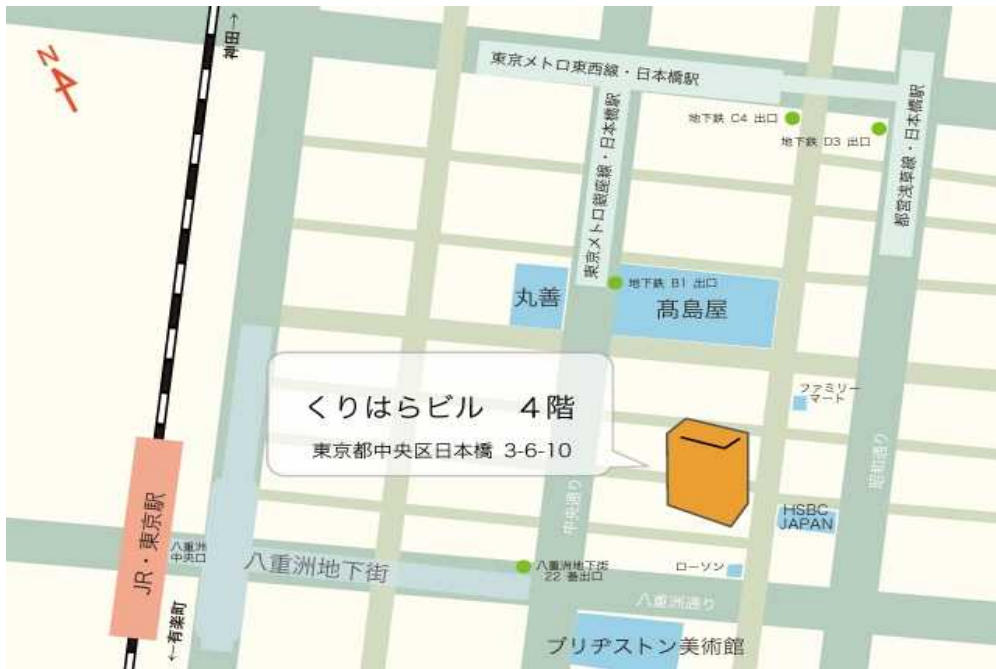 N
神田→
東京メトロ東西線・日本橋駅
東京メトロ銀座線・日本橋駅
地下鉄 C4 出口
地下鉄 D3 出口
都営浅草線・日本橋駅
丸善
地下鉄 B1 出口
髙島屋
くりはらビル 4階
東京都中央区日本橋 3-6-10
ファミリー
マート
中央通り
昭和通り
HSBC
JAPAN
JR・東京駅
八重洲
中央口
八重洲地下街
八重洲地下街
22 番出口
ローソン
八重洲通り
ブリヂストン美術館
←有楽町